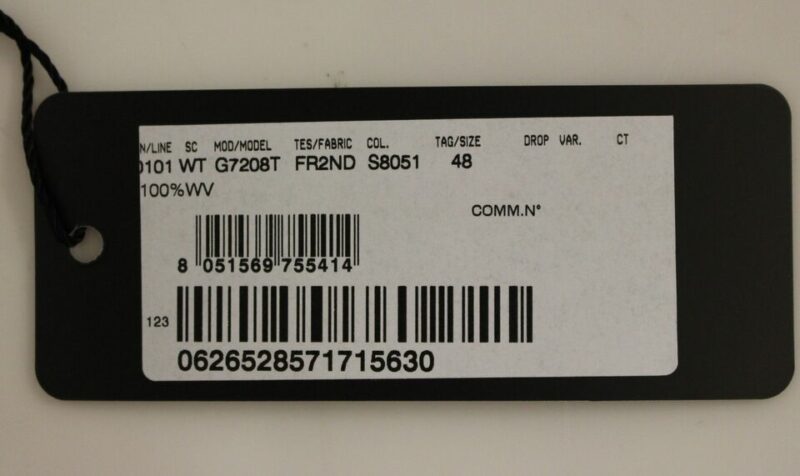 N/LINE SC MOD/MODEL TES/FABRIC COL. TAG/SIZE DROP VAR. CT
0101 WT G7208T FR2ND S8051 48
100%WV
COMM.N°
8 051569 755414
123
0626528571715630